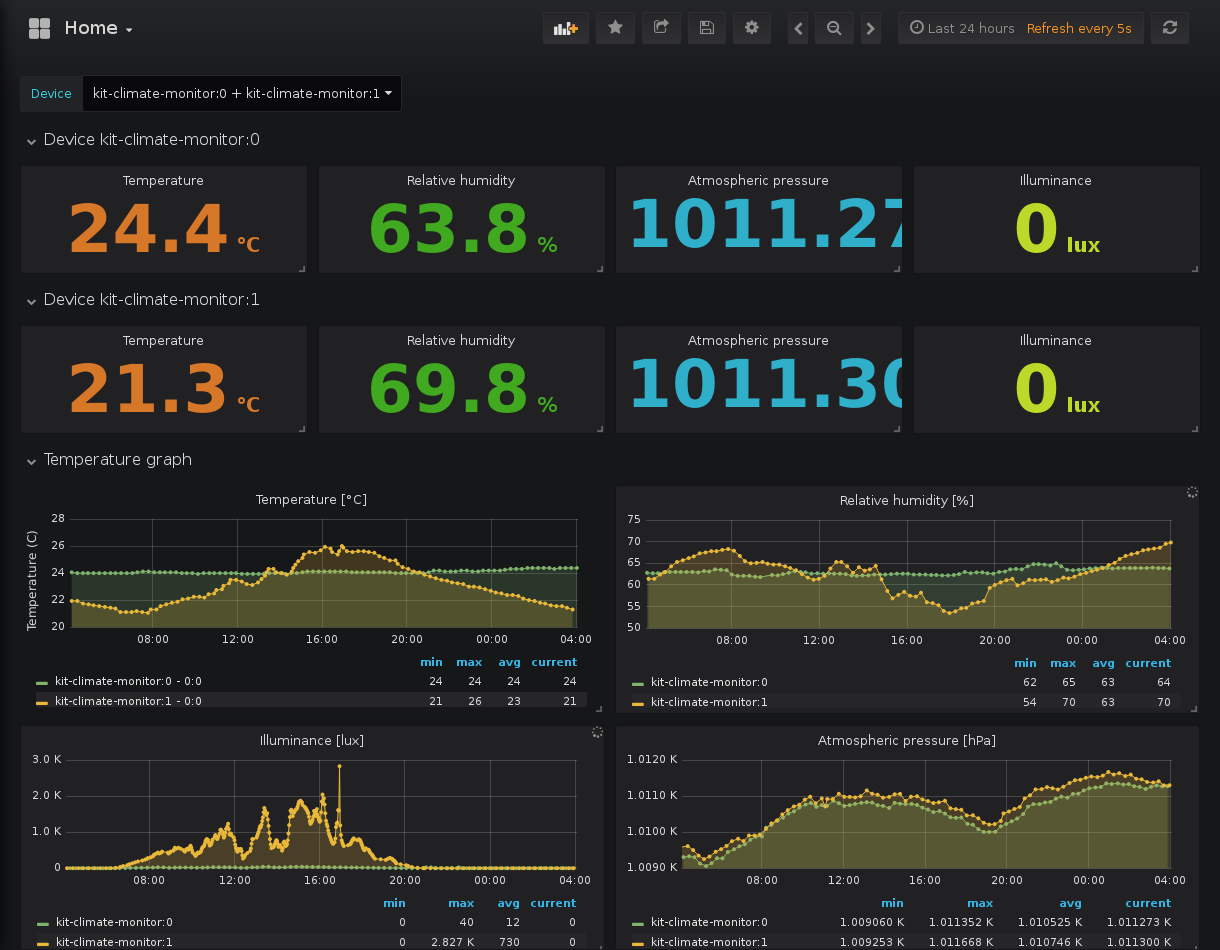 Home
Last 24 hours Refresh every 5s
Device kit-climate-monitor:0 + kit-climate-monitor:1
Device kit-climate-monitor:0
Temperature Relative humidity Atmospheric pressure Illuminance
24.4 °C 63.8 % 1011.27 0 lux
Device kit-climate-monitor:1
Temperature Relative humidity Atmospheric pressure Illuminance
21.3 °C 69.8 % 1011.30 0 lux
Temperature graph
Temperature [°C]
Temperature (C)
28
26
24
22
20
08:00 12:00 16:00 20:00 00:00 04:00
min max avg current
kit-climate-monitor:0 - 0:0 24 24 24 24
kit-climate-monitor:1 - 0:0 21 26 23 21
Relative humidity [%]
75
70
65
60
55
50
08:00 12:00 16:00 20:00 00:00 04:00
min max avg current
kit-climate-monitor:0 62 65 63 64
kit-climate-monitor:1 54 70 63 70
Illuminance [lux]
3.0 K
2.0 K
1.0 K
0
08:00 12:00 16:00 20:00 00:00 04:00
min max avg current
kit-climate-monitor:0 0 40 12 0
kit-climate-monitor:1 0 2.827 K 730 0
Atmospheric pressure [hPa]
1.0120 K
1.0110 K
1.0100 K
1.0090 K
08:00 12:00 16:00 20:00 00:00 04:00
min max avg current
kit-climate-monitor:0 1.009060 K 1.011352 K 1.010525 K 1.011273 K
kit-climate-monitor:1 1.009253 K 1.011668 K 1.010746 K 1.011300 K